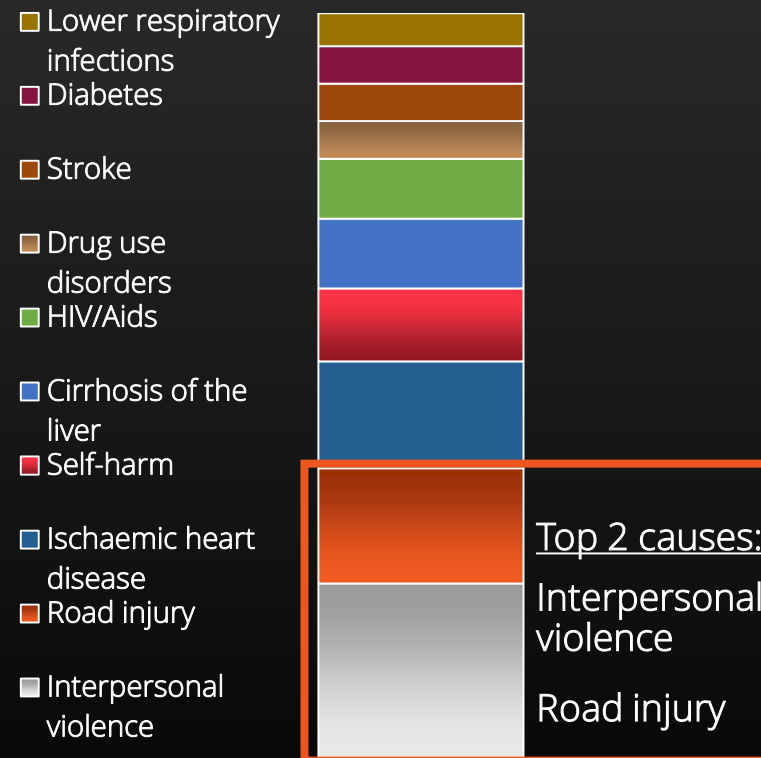 Lower respiratory
infections
Diabetes
Stroke
Drug use
disorders
HIV/Aids
Cirrhosis of the
liver
Self-harm
Ischaemic heart
disease
Road injury
Interpersonal
violence
Top 2 causes:
Interpersonal
violence
Road injury